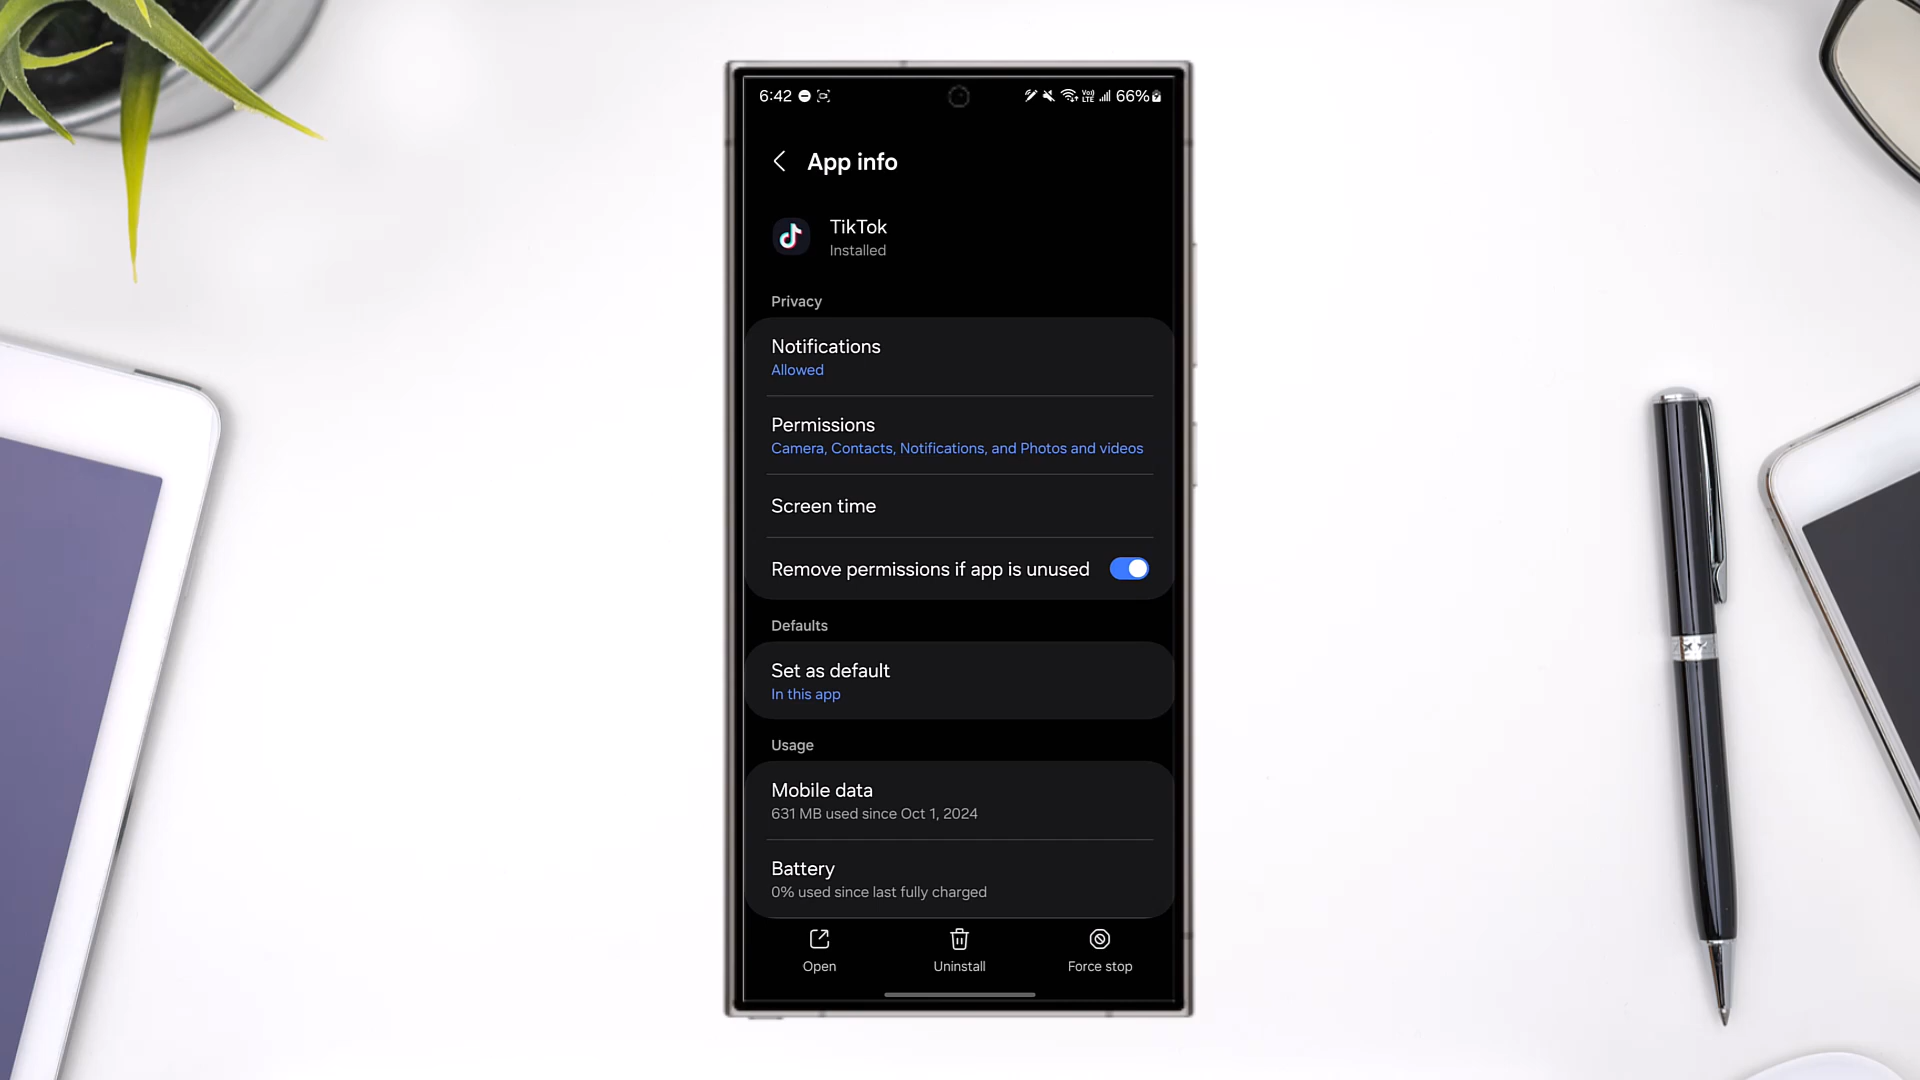 6:42 Vo) LTE 66%
App info
TikTok
Installed
Privacy
Notifications
Allowed
Permissions
Camera, Contacts, Notifications, and Photos and videos
Screen time
Remove permissions if app is unused
Defaults
Set as default
In this app
Usage
Mobile data
631 MB used since Oct 1, 2024
Battery
0% used since last fully charged
Open Uninstall Force stop